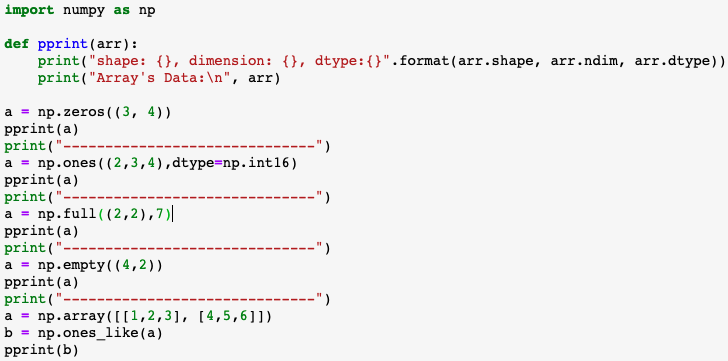 import numpy as np

def pprint(arr):
    print("shape: {}, dimension: {}, dtype:{}".format(arr.shape, arr.ndim, arr.dtype))
    print("Array's Data:\n", arr)

a = np.zeros((3, 4))
pprint(a)
print("------------------------------")
a = np.ones((2,3,4),dtype=np.int16)
pprint(a)
print("------------------------------")
a = np.full((2,2),7)
pprint(a)
print("------------------------------")
a = np.empty((4,2))
pprint(a)
print("------------------------------")
a = np.array([[1,2,3], [4,5,6]])
b = np.ones_like(a)
pprint(b)